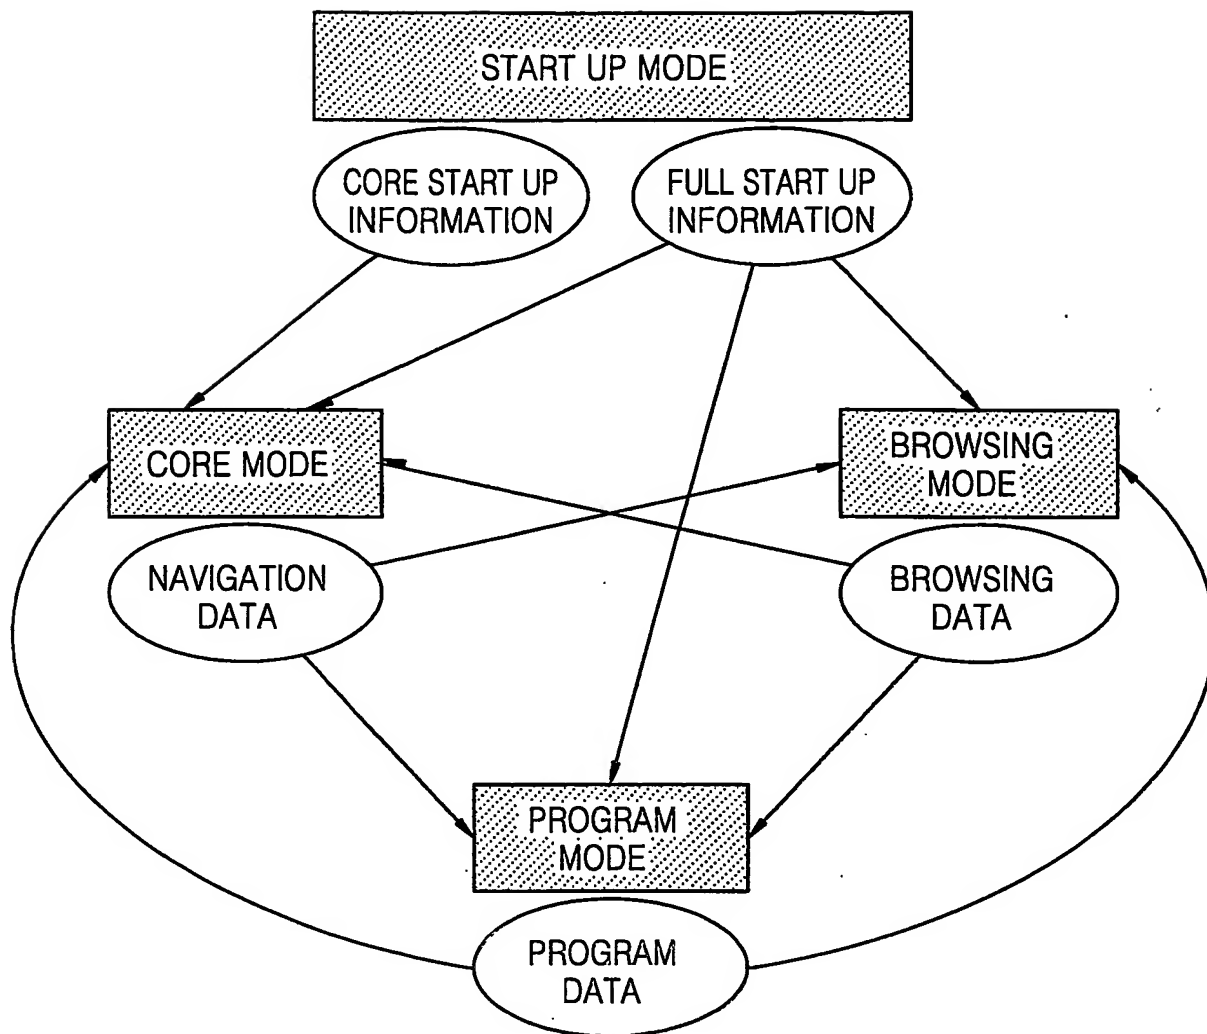 START UP MODE
CORE START UP
INFORMATION
FULL START UP
INFORMATION
CORE MODE
BROWSING
MODE
NAVIGATION
DATA
BROWSING
DATA
PROGRAM
MODE
PROGRAM
DATA